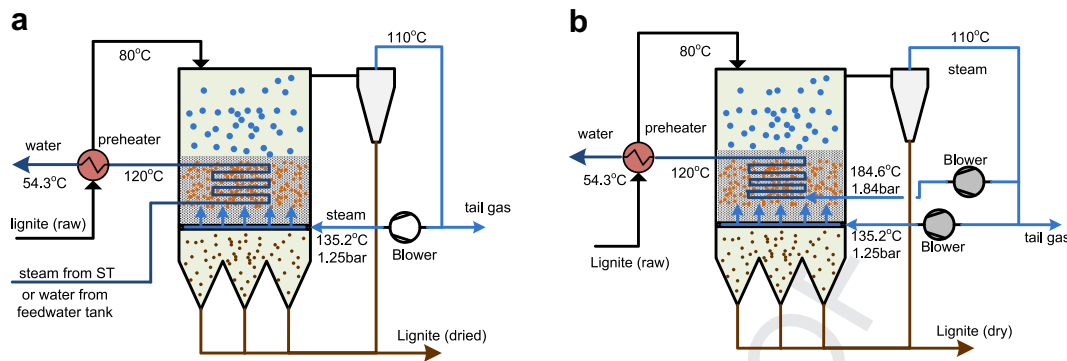 a
80°C
110°C
water
preheater
54.3°C
120°C
lignite (raw)
steam
tail gas
135.2°C
1.25bar
Blower
steam from ST
or water from
feedwater tank
Lignite (dried)
b
80°C
110°C
steam
water
preheater
54.3°C
120°C
184.6°C
1.84bar
Blower
tail gas
135.2°C
1.25bar
Blower
Lignite (raw)
Lignite (dry)